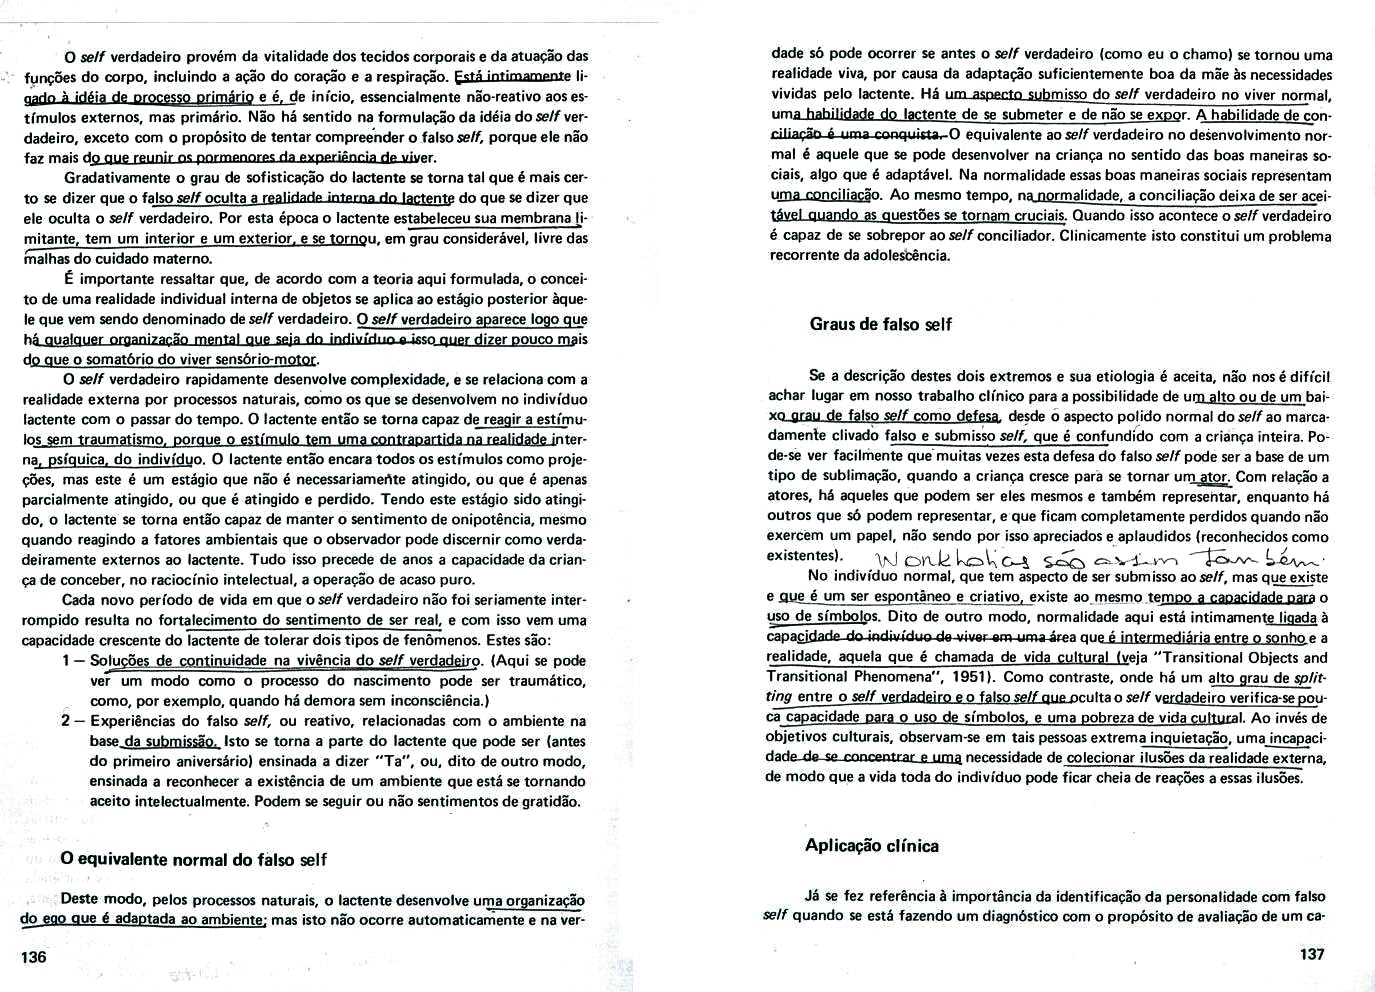 O self verdadeiro provém da vitalidade dos tecidos corporais e da atuação das
funções do corpo, incluindo a ação do coração e a respiração. Está intimamente li-
gado à idéia de processo primário e é, de início, essencialmente não-reativo aos es-
tímulos externos, mas primário. Não há sentido na formulação da idéia do self ver-
dadeiro, exceto com o propósito de tentar compreender o falso self, porque ele não
faz mais do que reunir os pormenores da experiência de viver.
Gradativamente o grau de sofisticação do lactente se torna tal que é mais cer-
to se dizer que o falso self oculta a realidade interna do lactente do que se dizer que
ele oculta o self verdadeiro. Por esta época o lactente estabeleceu sua membrana li-
mitante, tem um interior e um exterior, e se tornou, em grau considerável, livre das
malhas do cuidado materno.
É importante ressaltar que, de acordo com a teoria aqui formulada, o concei-
to de uma realidade individual interna de objetos se aplica ao estágio posterior àque-
le que vem sendo denominado de self verdadeiro. O self verdadeiro aparece logo que
há qualquer organização mental que seja do indivíduo e isso quer dizer pouco mais
do que o somatório do viver sensório-motor.
O self verdadeiro rapidamente desenvolve complexidade, e se relaciona com a
realidade externa por processos naturais, como os que se desenvolvem no indivíduo
lactente com o passar do tempo. O lactente então se torna capaz de reagir a estímu-
los sem traumatismo, porque o estímulo tem uma contrapartida na realidade inter-
na, psíquica, do indivíduo. O lactente então encara todos os estímulos como proje-
ções, mas este é um estágio que não é necessariamente atingido, ou que é apenas
parcialmente atingido, ou que é atingido e perdido. Tendo este estágio sido atingi-
do, o lactente se torna então capaz de manter o sentimento de onipotência, mesmo
quando reagindo a fatores ambientais que o observador pode discernir como verda-
deiramente externos ao lactente. Tudo isso precede de anos a capacidade da crian-
ça de conceber, no raciocínio intelectual, a operação de acaso puro.
Cada novo período de vida em que o self verdadeiro não foi seriamente inter-
rompido resulta no fortalecimento do sentimento de ser real, e com isso vem uma
capacidade crescente do lactente de tolerar dois tipos de fenômenos. Estes são:
1 — Soluções de continuidade na vivência do self verdadeiro. (Aqui se pode
ver um modo como o processo do nascimento pode ser traumático,
como, por exemplo, quando há demora sem inconsciência.)
2 — Experiências do falso self, ou reativo, relacionadas com o ambiente na
base da submissão. Isto se torna a parte do lactente que pode ser (antes
do primeiro aniversário) ensinada a dizer "Ta", ou, dito de outro modo,
ensinada a reconhecer a existência de um ambiente que está se tornando
aceito intelectualmente. Podem se seguir ou não sentimentos de gratidão.
O equivalente normal do falso self
Deste modo, pelos processos naturais, o lactente desenvolve uma organização
do ego que é adaptada ao ambiente; mas isto não ocorre automaticamente e na ver-
136
dade só pode ocorrer se antes o self verdadeiro (como eu o chamo) se tornou uma
realidade viva, por causa da adaptação suficientemente boa da mãe às necessidades
vividas pelo lactente. Há um aspecto submisso do self verdadeiro no viver normal,
uma habilidade do lactente de se submeter e de não se expor. A habilidade de con-
ciliação é uma conquista. O equivalente ao self verdadeiro no desenvolvimento nor-
mal é aquele que se pode desenvolver na criança no sentido das boas maneiras so-
ciais, algo que é adaptável. Na normalidade essas boas maneiras sociais representam
uma conciliação. Ao mesmo tempo, na normalidade, a conciliação deixa de ser acei-
tável quando as questões se tornam cruciais. Quando isso acontece o self verdadeiro
é capaz de se sobrepor ao self conciliador. Clinicamente isto constitui um problema
recorrente da adolescência.
Graus de falso self
Se a descrição destes dois extremos e sua etiologia é aceita, não nos é difícil
achar lugar em nosso trabalho clínico para a possibilidade de um alto ou de um bai-
xo grau de falso self como defesa, desde o aspecto polido normal do self ao marca-
damente clivado falso e submisso self, que é confundido com a criança inteira. Po-
de-se ver facilmente que muitas vezes esta defesa do falso self pode ser a base de um
tipo de sublimação, quando a criança cresce para se tornar um ator. Com relação a
atores, há aqueles que podem ser eles mesmos e também representar, enquanto há
outros que só podem representar, e que ficam completamente perdidos quando não
exercem um papel, não sendo por isso apreciados e aplaudidos (reconhecidos como
existentes). Workholics são assim também.
No indivíduo normal, que tem aspecto de ser submisso ao self, mas que existe
e que é um ser espontâneo e criativo, existe ao mesmo tempo a capacidade para o
uso de símbolos. Dito de outro modo, normalidade aqui está intimamente ligada à
capacidade do indivíduo de viver em uma área que é intermediária entre o sonho e a
realidade, aquela que é chamada de vida cultural (veja "Transitional Objects and
Transitional Phenomena", 1951). Como contraste, onde há um alto grau de split-
ting entre o self verdadeiro e o falso self que oculta o self verdadeiro verifica-se pou-
ca capacidade para o uso de símbolos, e uma pobreza de vida cultural. Ao invés de
objetivos culturais, observam-se em tais pessoas extrema inquietação, uma incapaci-
dade de se concentrar e uma necessidade de colecionar ilusões da realidade externa,
de modo que a vida toda do indivíduo pode ficar cheia de reações a essas ilusões.
Aplicação clínica
Já se fez referência à importância da identificação da personalidade com falso
self quando se está fazendo um diagnóstico com o propósito de avaliação de um ca-
137